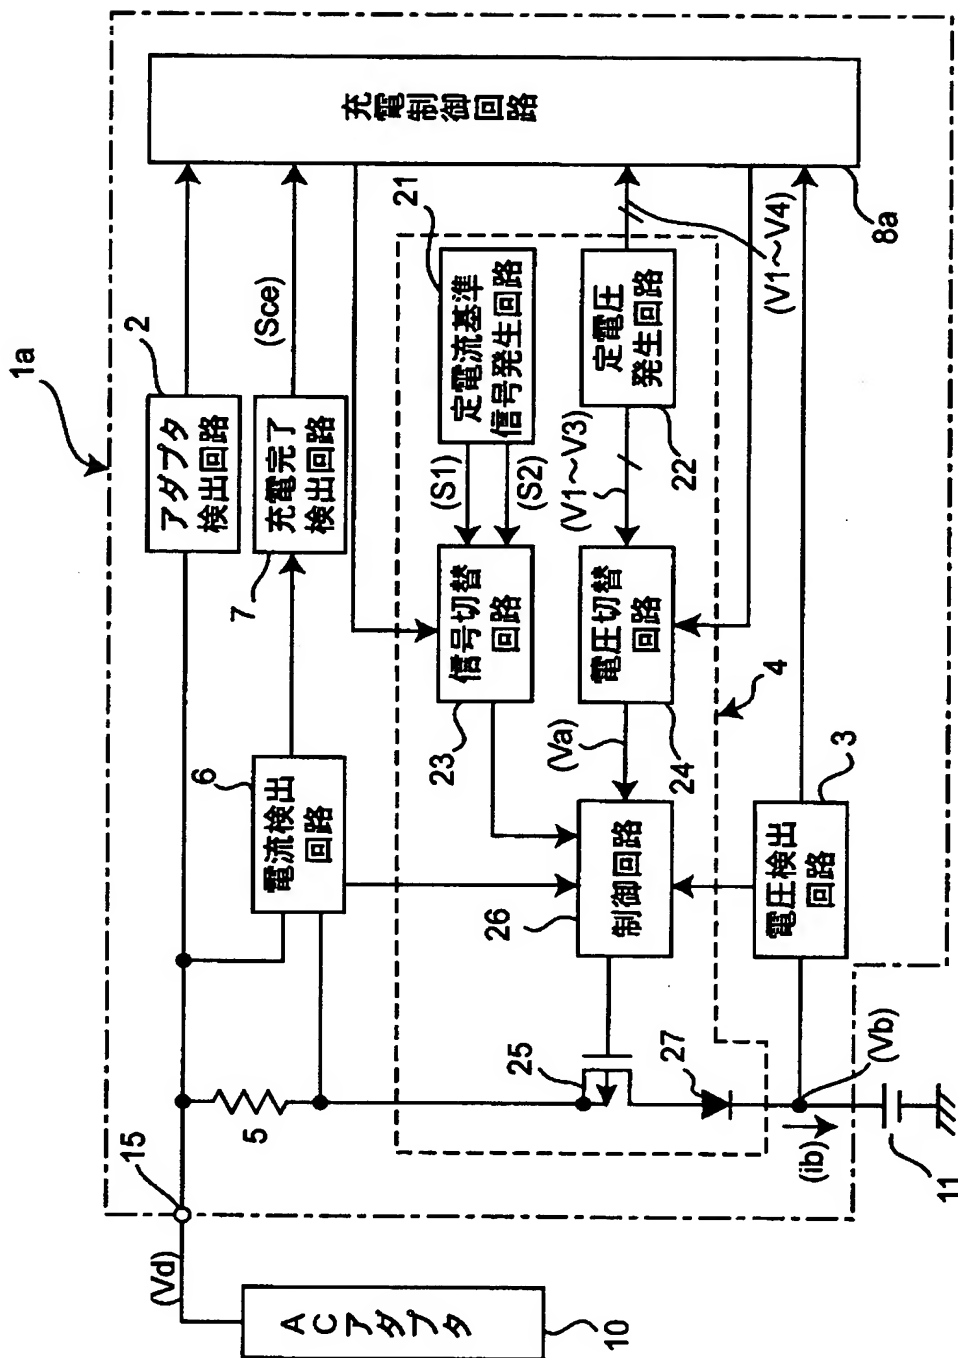 1a
ACアダプタ
10
(Vd)
15
5
アダプタ
検出回路
2
電流検出
回路
6
充電完了
検出回路
7
(Sce)
充電制御回路
8a
定電流基準
信号発生回路
21
(S1)
(S2)
信号切替
回路
23
定電圧
発生回路
22
(V1〜V3)
(V1〜V4)
電圧切替
回路
24
(Va)
制御回路
26
25
27
4
電圧検出
回路
3
(Vb)
(ib)
11